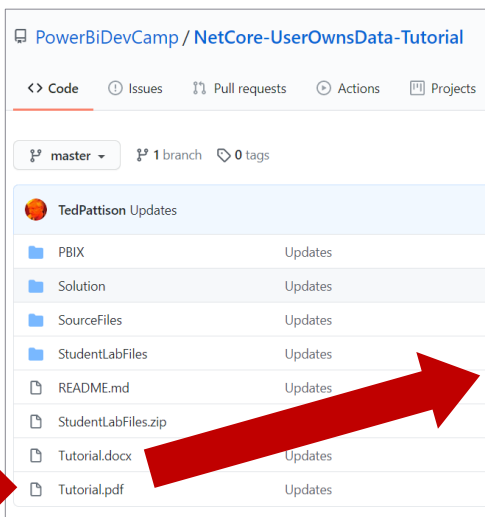 PowerBiDevCamp / NetCore-UserOwnsData-Tutorial
<> Code Issues Pull requests Actions Projects
master 1 branch 0 tags
TedPattison Updates
PBIX Updates
Solution Updates
SourceFiles Updates
StudentLabFiles Updates
README.md Updates
StudentLabFiles.zip
Tutorial.docx Updates
Tutorial.pdf Updates